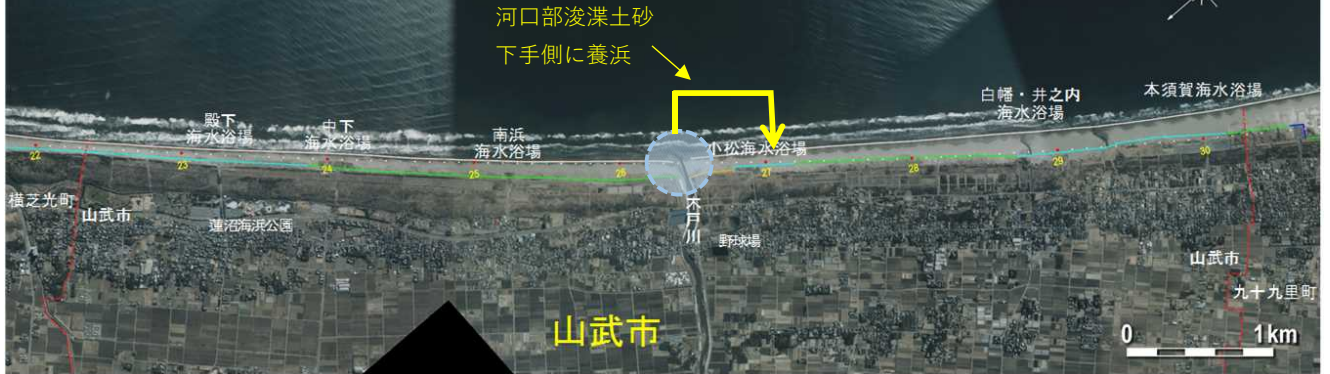 河口部浚渫土砂
下手側に養浜
白幡・井之内
海水浴場
本須賀海水浴場
殿下
海水浴場
中下
海水浴場
南浜
海水浴場
小松海水浴場
22
23
24
25
26
27
28
29
30
横芝光町
山武市
蓮沼海浜公園
木戸川
野球場
山武市
九十九里町
山武市
0 1km